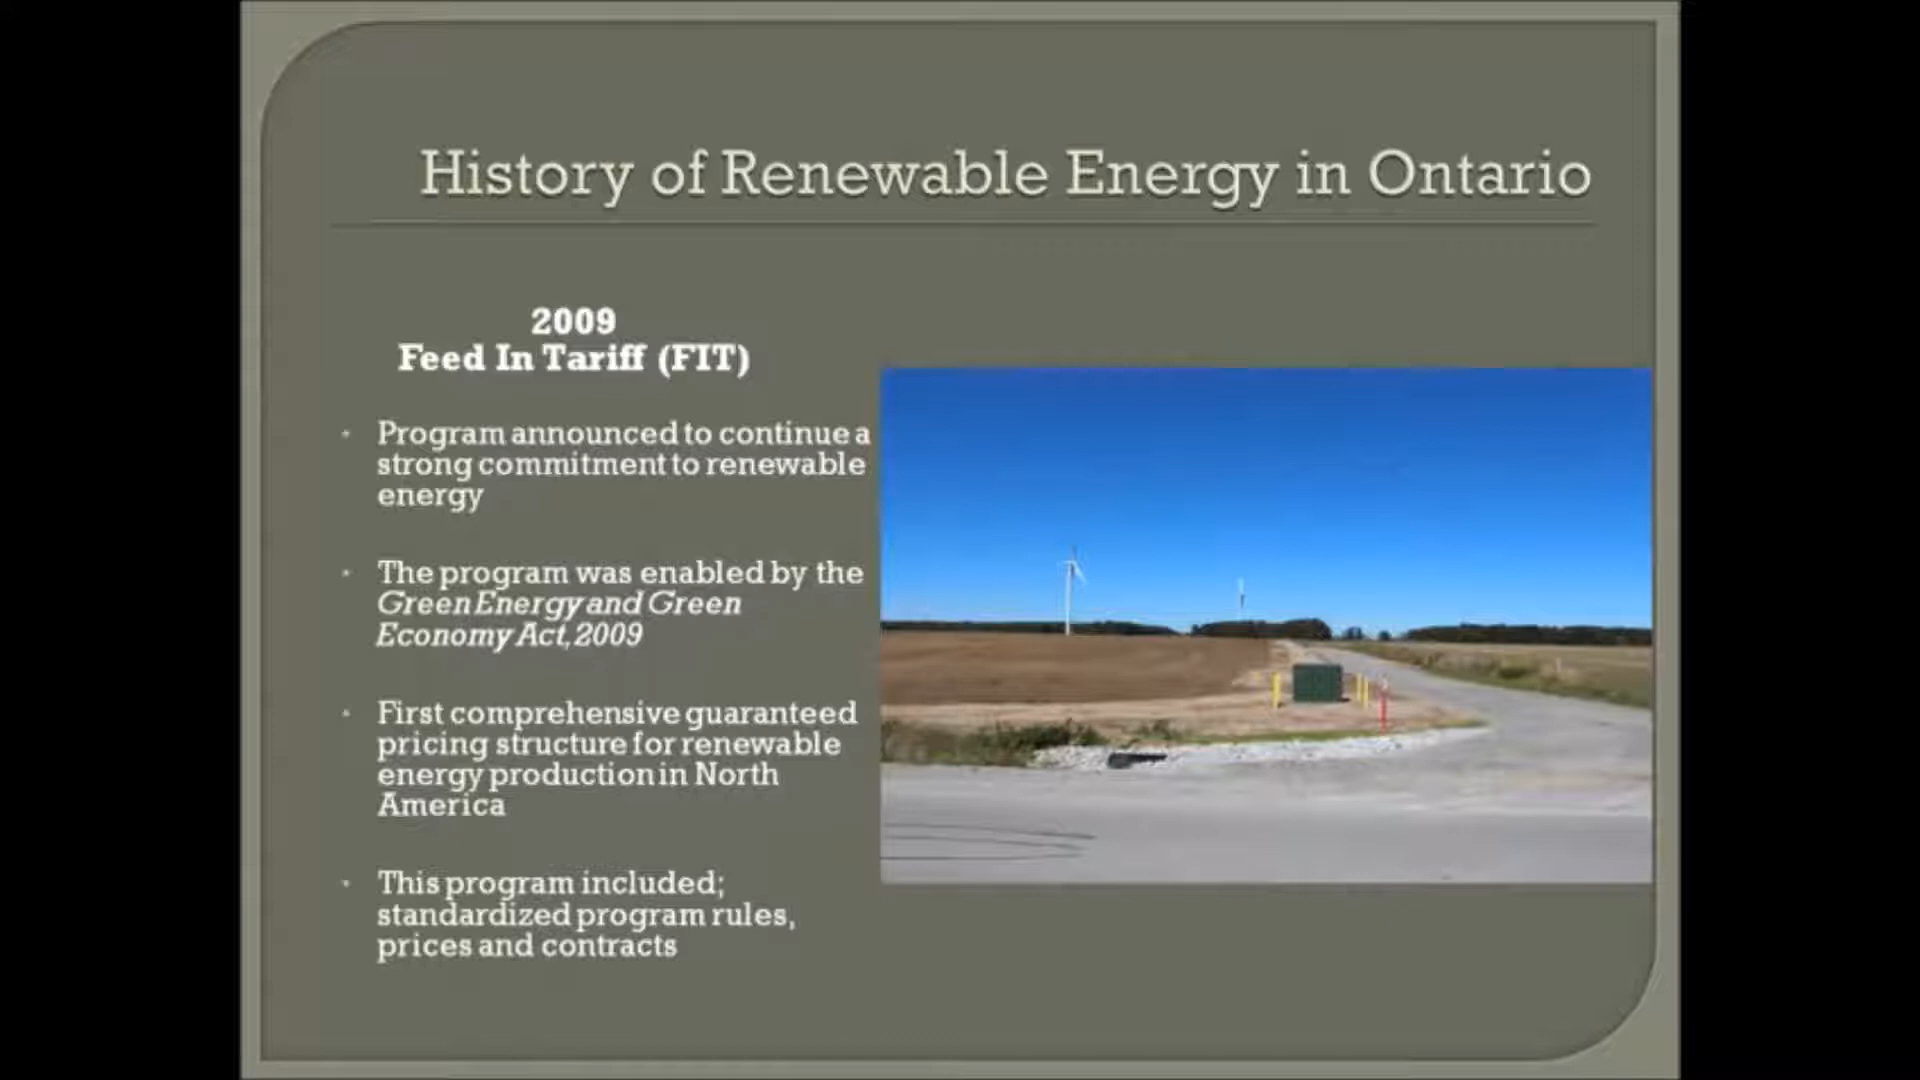 History of Renewable Energy in Ontario
2009
Feed In Tariff (FIT)
• Program announced to continue a
strong commitment to renewable
energy
• The program was enabled by the
Green Energy and Green
Economy Act, 2009
• First comprehensive guaranteed
pricing structure for renewable
energy production in North
America
• This program included;
standardized program rules,
prices and contracts